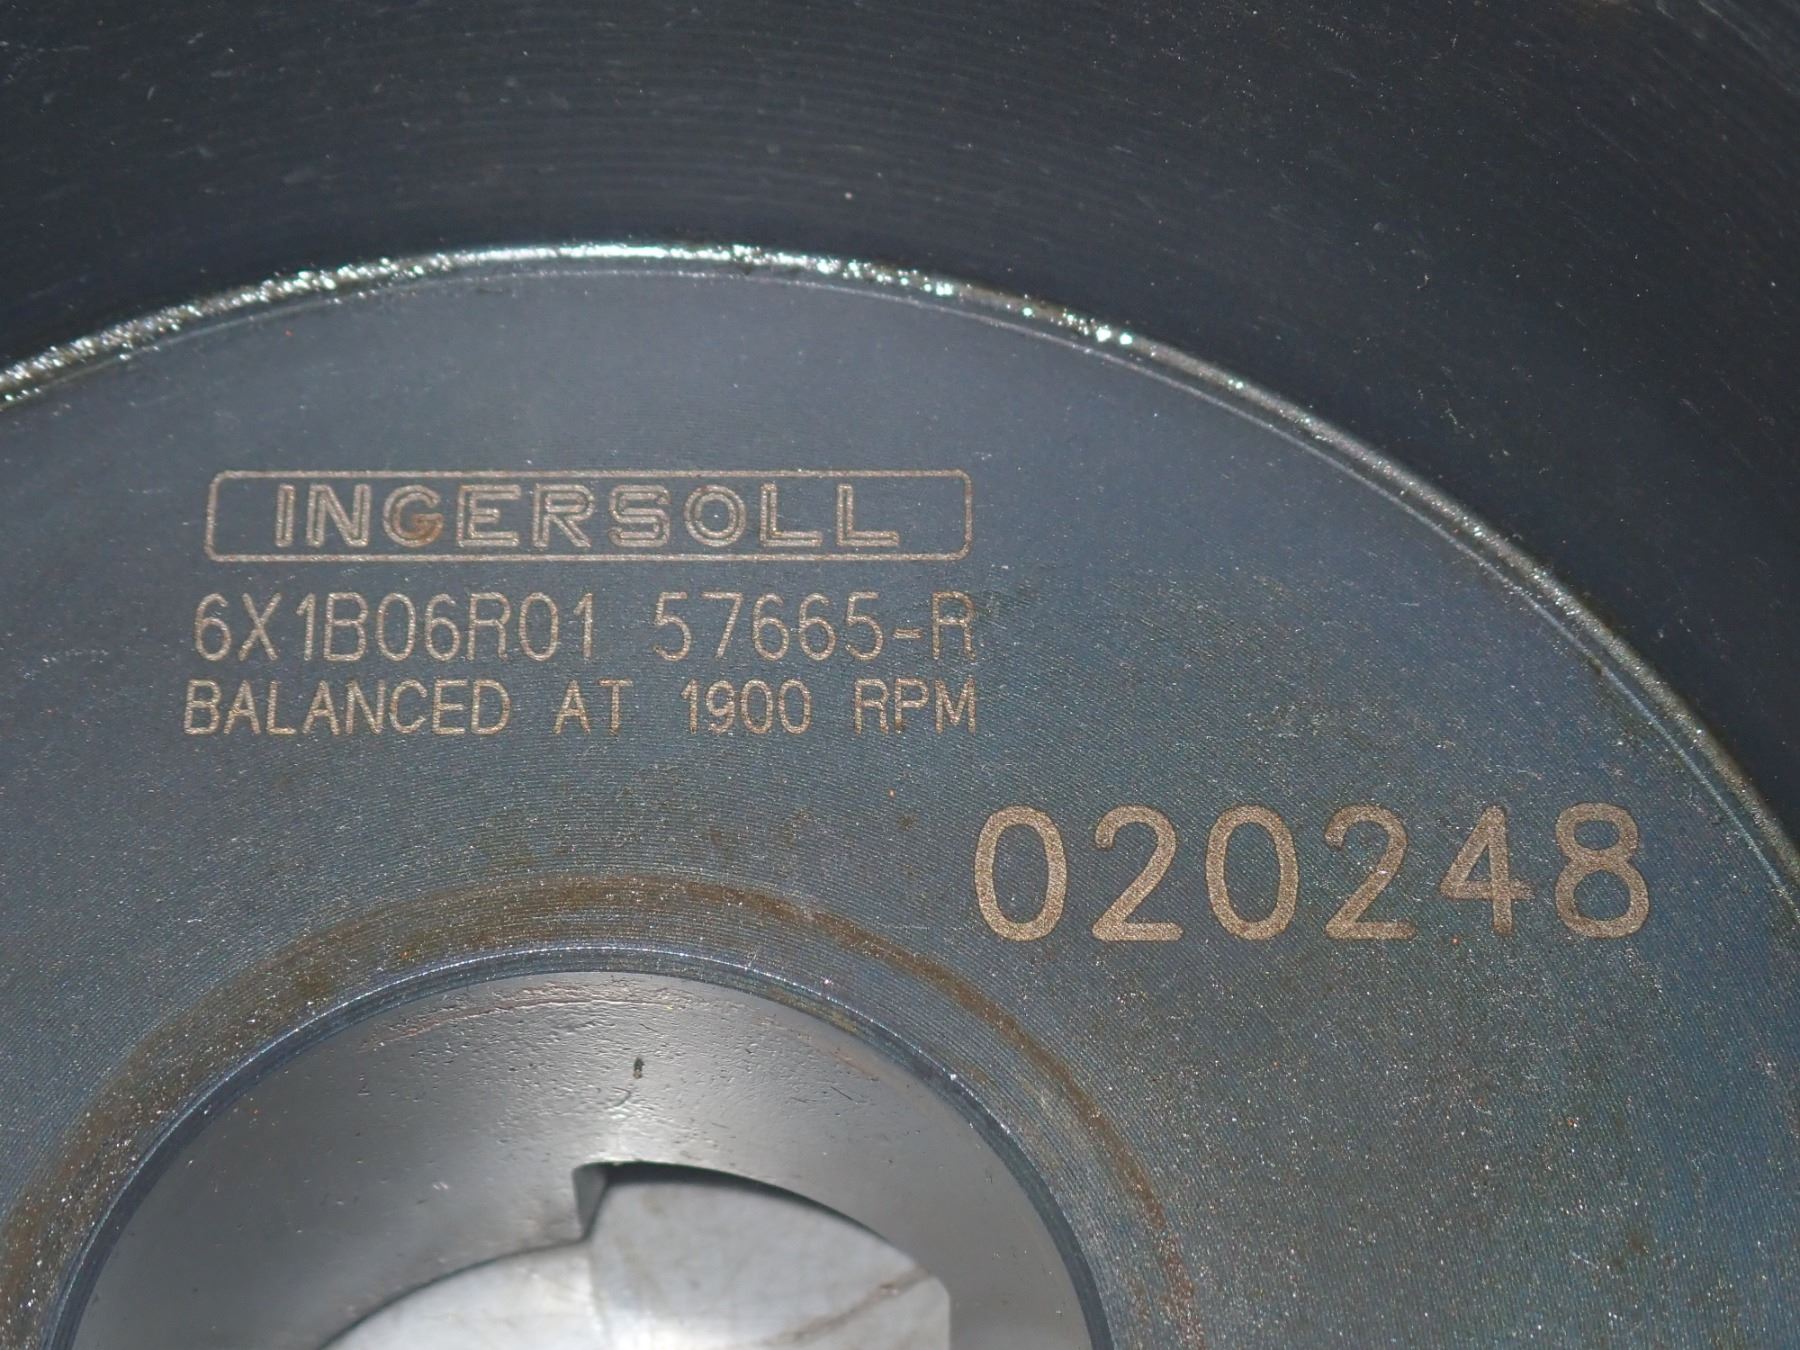 INGERSOLL
6X1B06R01 57665-R
BALANCED AT 1900 RPM
020248